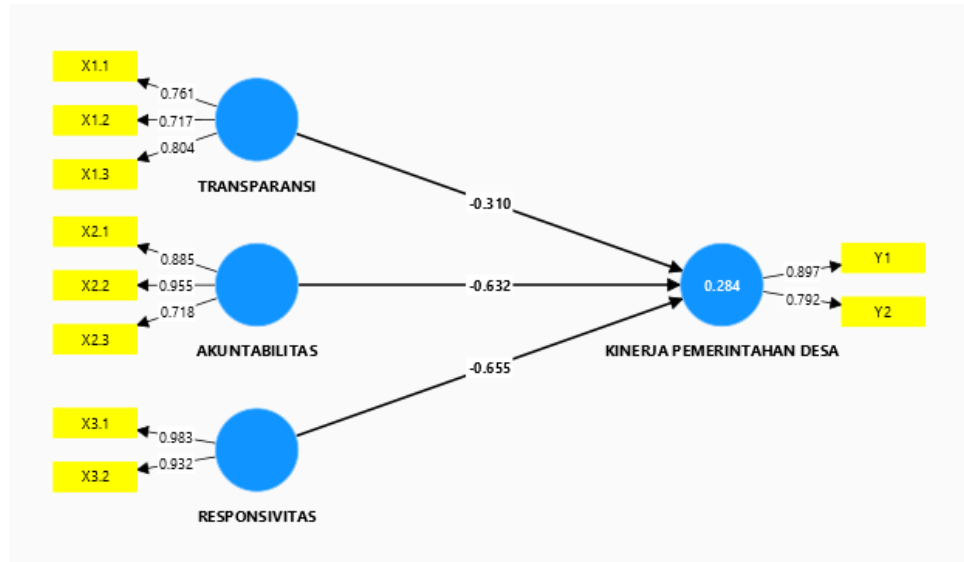 X1.1
0.761
X1.2
0.717
X1.3
0.804
TRANSPARANSI
-0.310
X2.1
0.885
X2.2
0.955
X2.3
0.718
AKUNTABILITAS
-0.632
X3.1
0.983
X3.2
0.932
RESPONSIVITAS
-0.655
0.284
KINERJA PEMERINTAHAN DESA
0.897
Y1
0.792
Y2